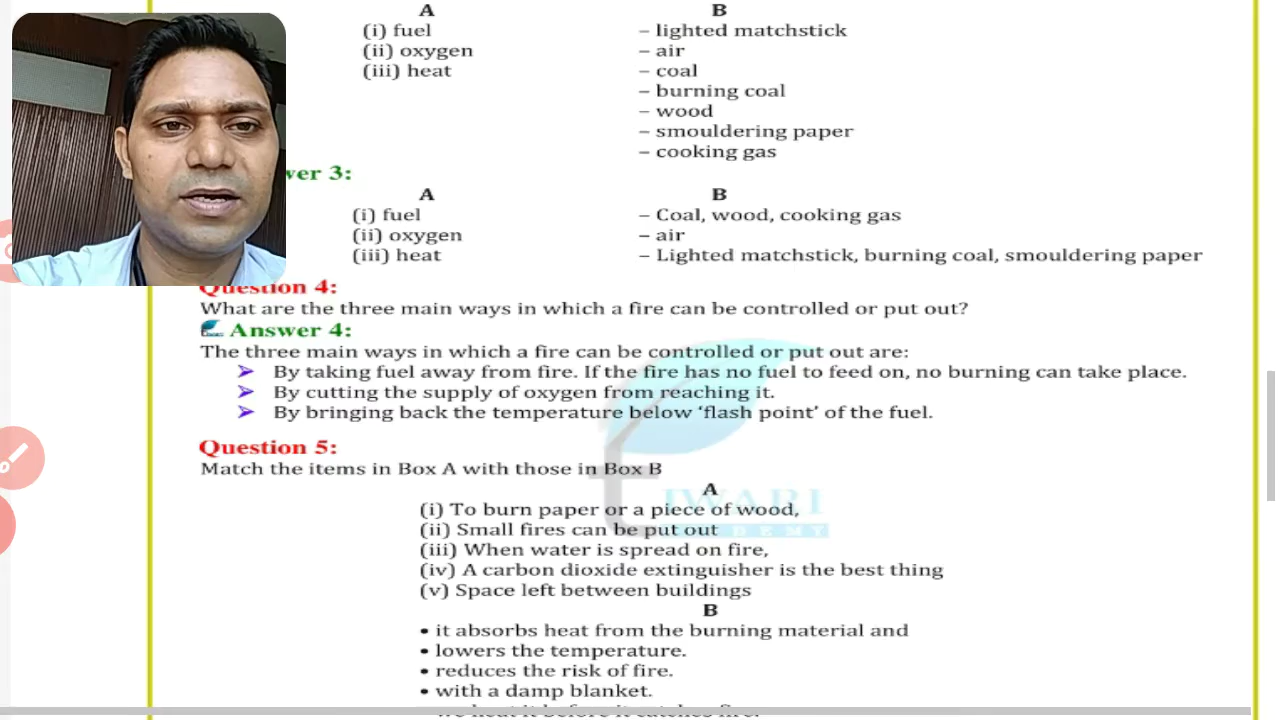 A B
(i) fuel – lighted matchstick
(ii) oxygen – air
(iii) heat – coal
– burning coal
– wood
– smouldering paper
– cooking gas
wer 3:
A B
(i) fuel – Coal, wood, cooking gas
(ii) oxygen – air
(iii) heat – Lighted matchstick, burning coal, smouldering paper
Question 4:
What are the three main ways in which a fire can be controlled or put out?
Answer 4:
The three main ways in which a fire can be controlled or put out are:
➢ By taking fuel away from fire. If the fire has no fuel to feed on, no burning can take place.
➢ By cutting the supply of oxygen from reaching it.
➢ By bringing back the temperature below ‘flash point’ of the fuel.
Question 5:
Match the items in Box A with those in Box B
A
IWARI
(i) To burn paper or a piece of wood,
(ii) Small fires can be put out
(iii) When water is spread on fire,
(iv) A carbon dioxide extinguisher is the best thing
(v) Space left between buildings
B
• it absorbs heat from the burning material and
• lowers the temperature.
• reduces the risk of fire.
• with a damp blanket.
we heat it before it catches fire.